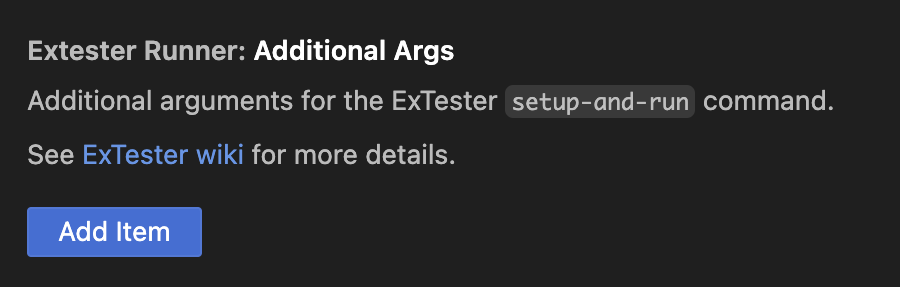 Extester Runner: Additional Args
Additional arguments for the ExTester setup-and-run command.
See ExTester wiki for more details.
Add Item